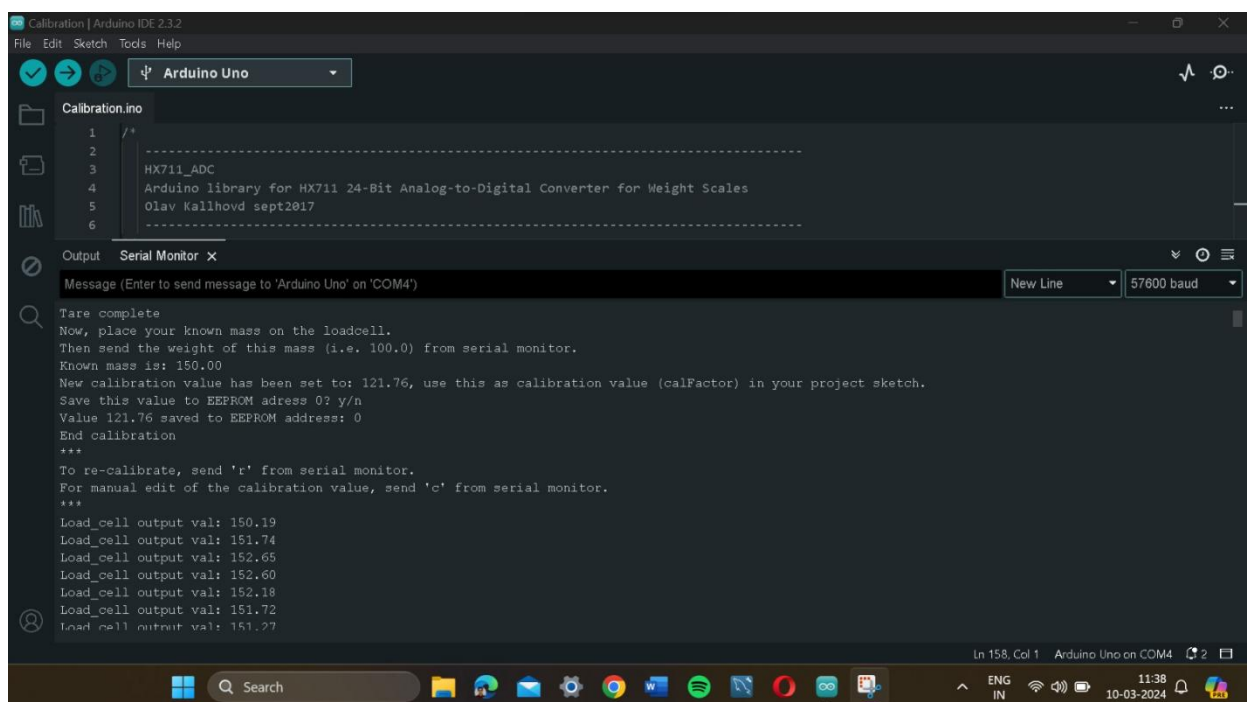 Calibration | Arduino IDE 2.3.2
File Edit Sketch Tools Help
Arduino Uno
Calibration.ino
...
1 /*
2 ------------------------------------------------------------------------------------
3 HX711_ADC
4 Arduino library for HX711 24-Bit Analog-to-Digital Converter for Weight Scales
5 Olav Kallhovd sept2017
6 ------------------------------------------------------------------------------------
Output Serial Monitor X
Message (Enter to send message to 'Arduino Uno' on 'COM4') New Line 57600 baud
Tare complete
Now, place your known mass on the loadcell.
Then send the weight of this mass (i.e. 100.0) from serial monitor.
Known mass is: 150.00
New calibration value has been set to: 121.76, use this as calibration value (calFactor) in your project sketch.
Save this value to EEPROM adress 0? y/n
Value 121.76 saved to EEPROM address: 0
End calibration
***
To re-calibrate, send 'r' from serial monitor.
For manual edit of the calibration value, send 'c' from serial monitor.
***
Load_cell output val: 150.19
Load_cell output val: 151.74
Load_cell output val: 152.65
Load_cell output val: 152.60
Load_cell output val: 152.18
Load_cell output val: 151.72
Load_cell output val: 151.27
Ln 158, Col 1 Arduino Uno on COM4 2
Search
ENG
IN
11:38
10-03-2024